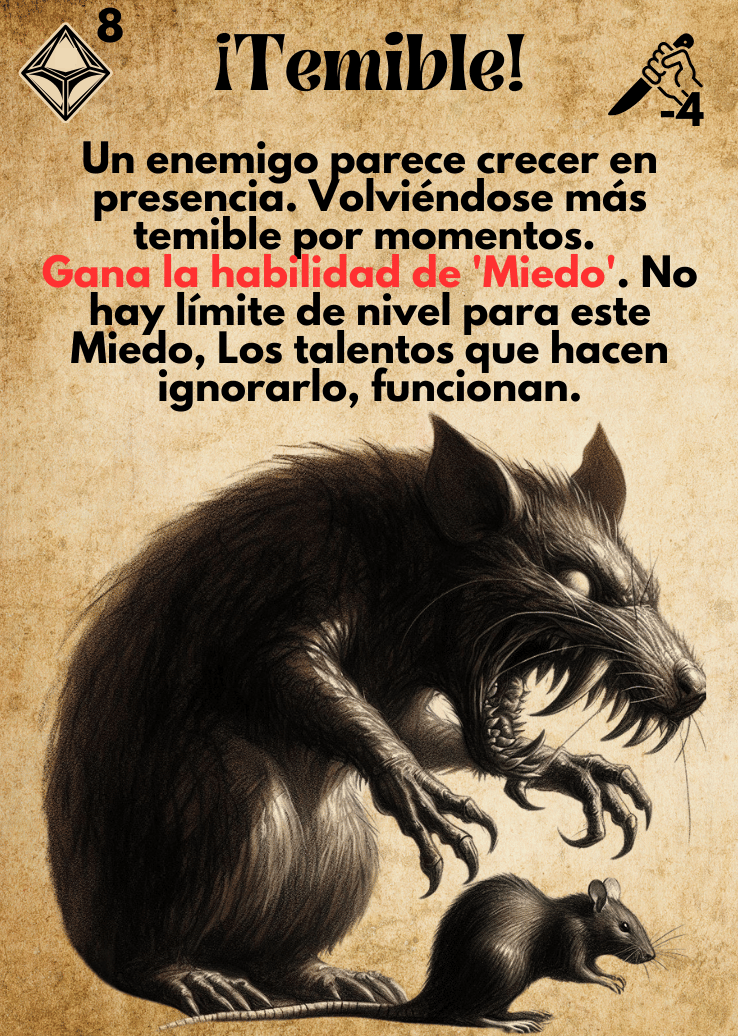 8
¡Temible!
-4
Un enemigo parece crecer en
presencia. Volviéndose más
temible por momentos.
Gana la habilidad de 'Miedo'. No
hay límite de nivel para este
Miedo, Los talentos que hacen
ignorarlo, funcionan.